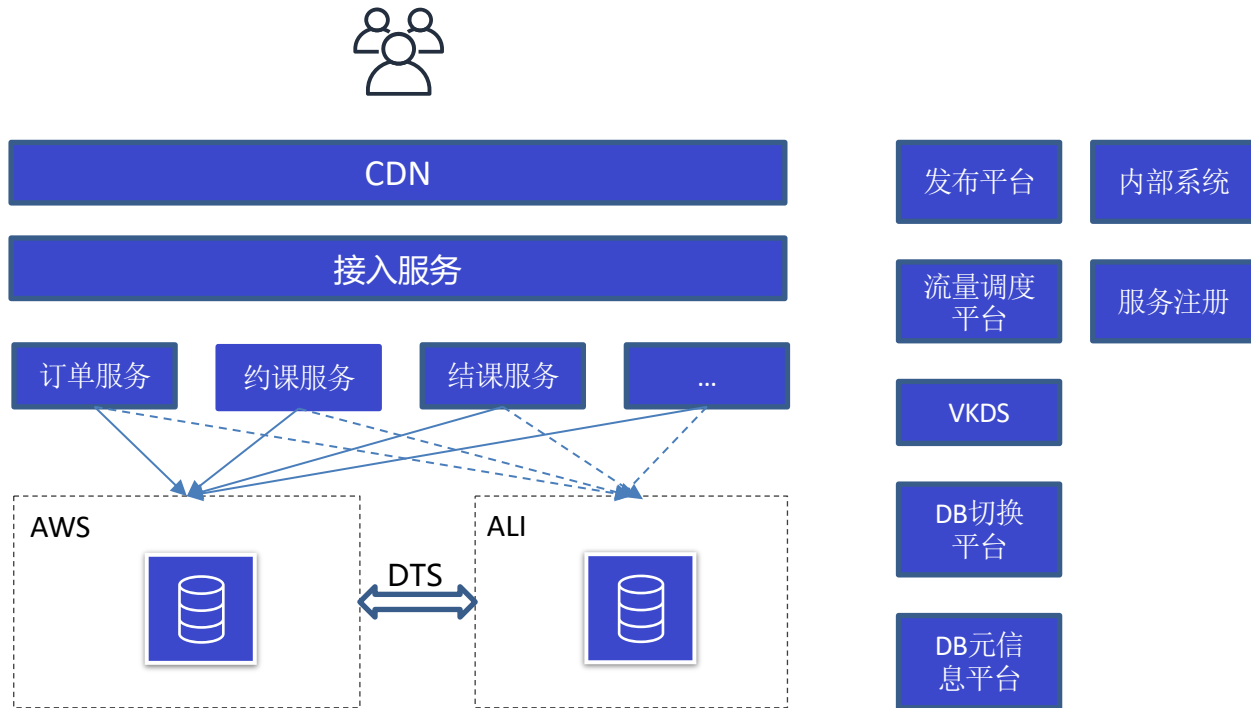 CDN
接入服务
订单服务
约课服务
结课服务
...
AWS
ALI
DTS
发布平台
内部系统
流量调度
平台
服务注册
VKDS
DB切换
平台
DB元信
息平台